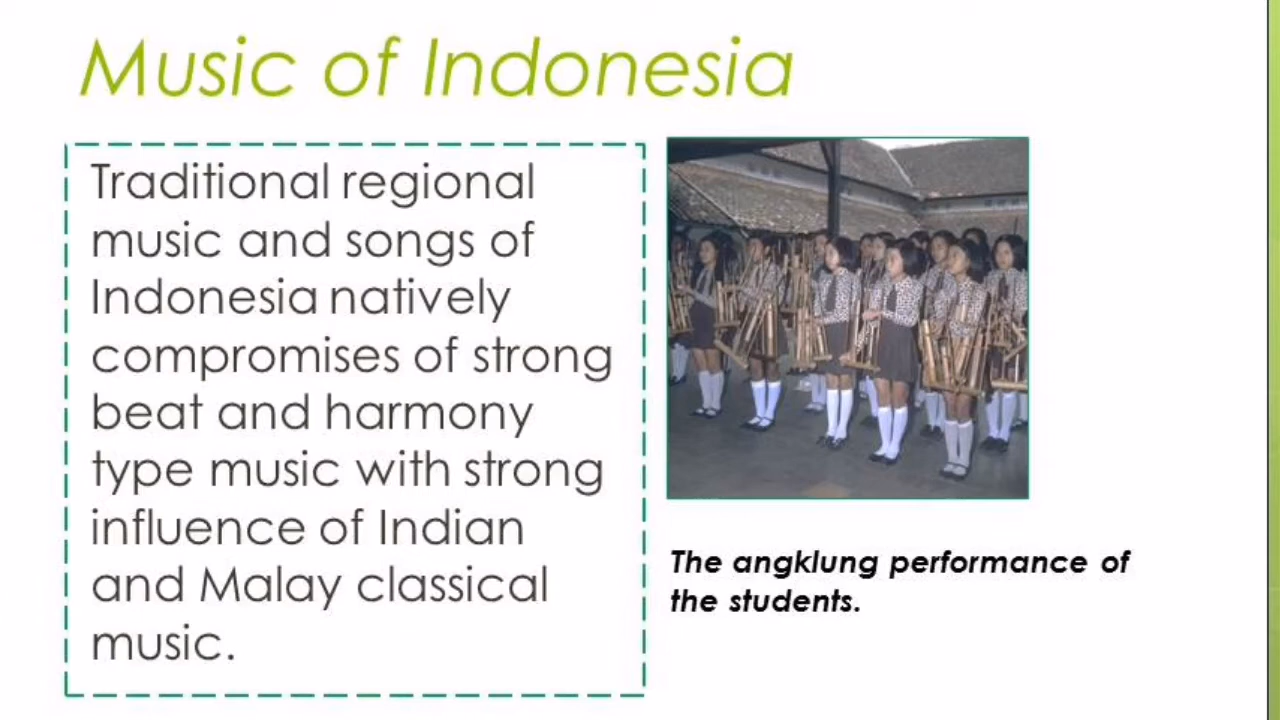 Music of Indonesia
Traditional regional
music and songs of
Indonesia natively
compromises of strong
beat and harmony
type music with strong
influence of Indian
and Malay classical
music.
The angklung performance of
the students.